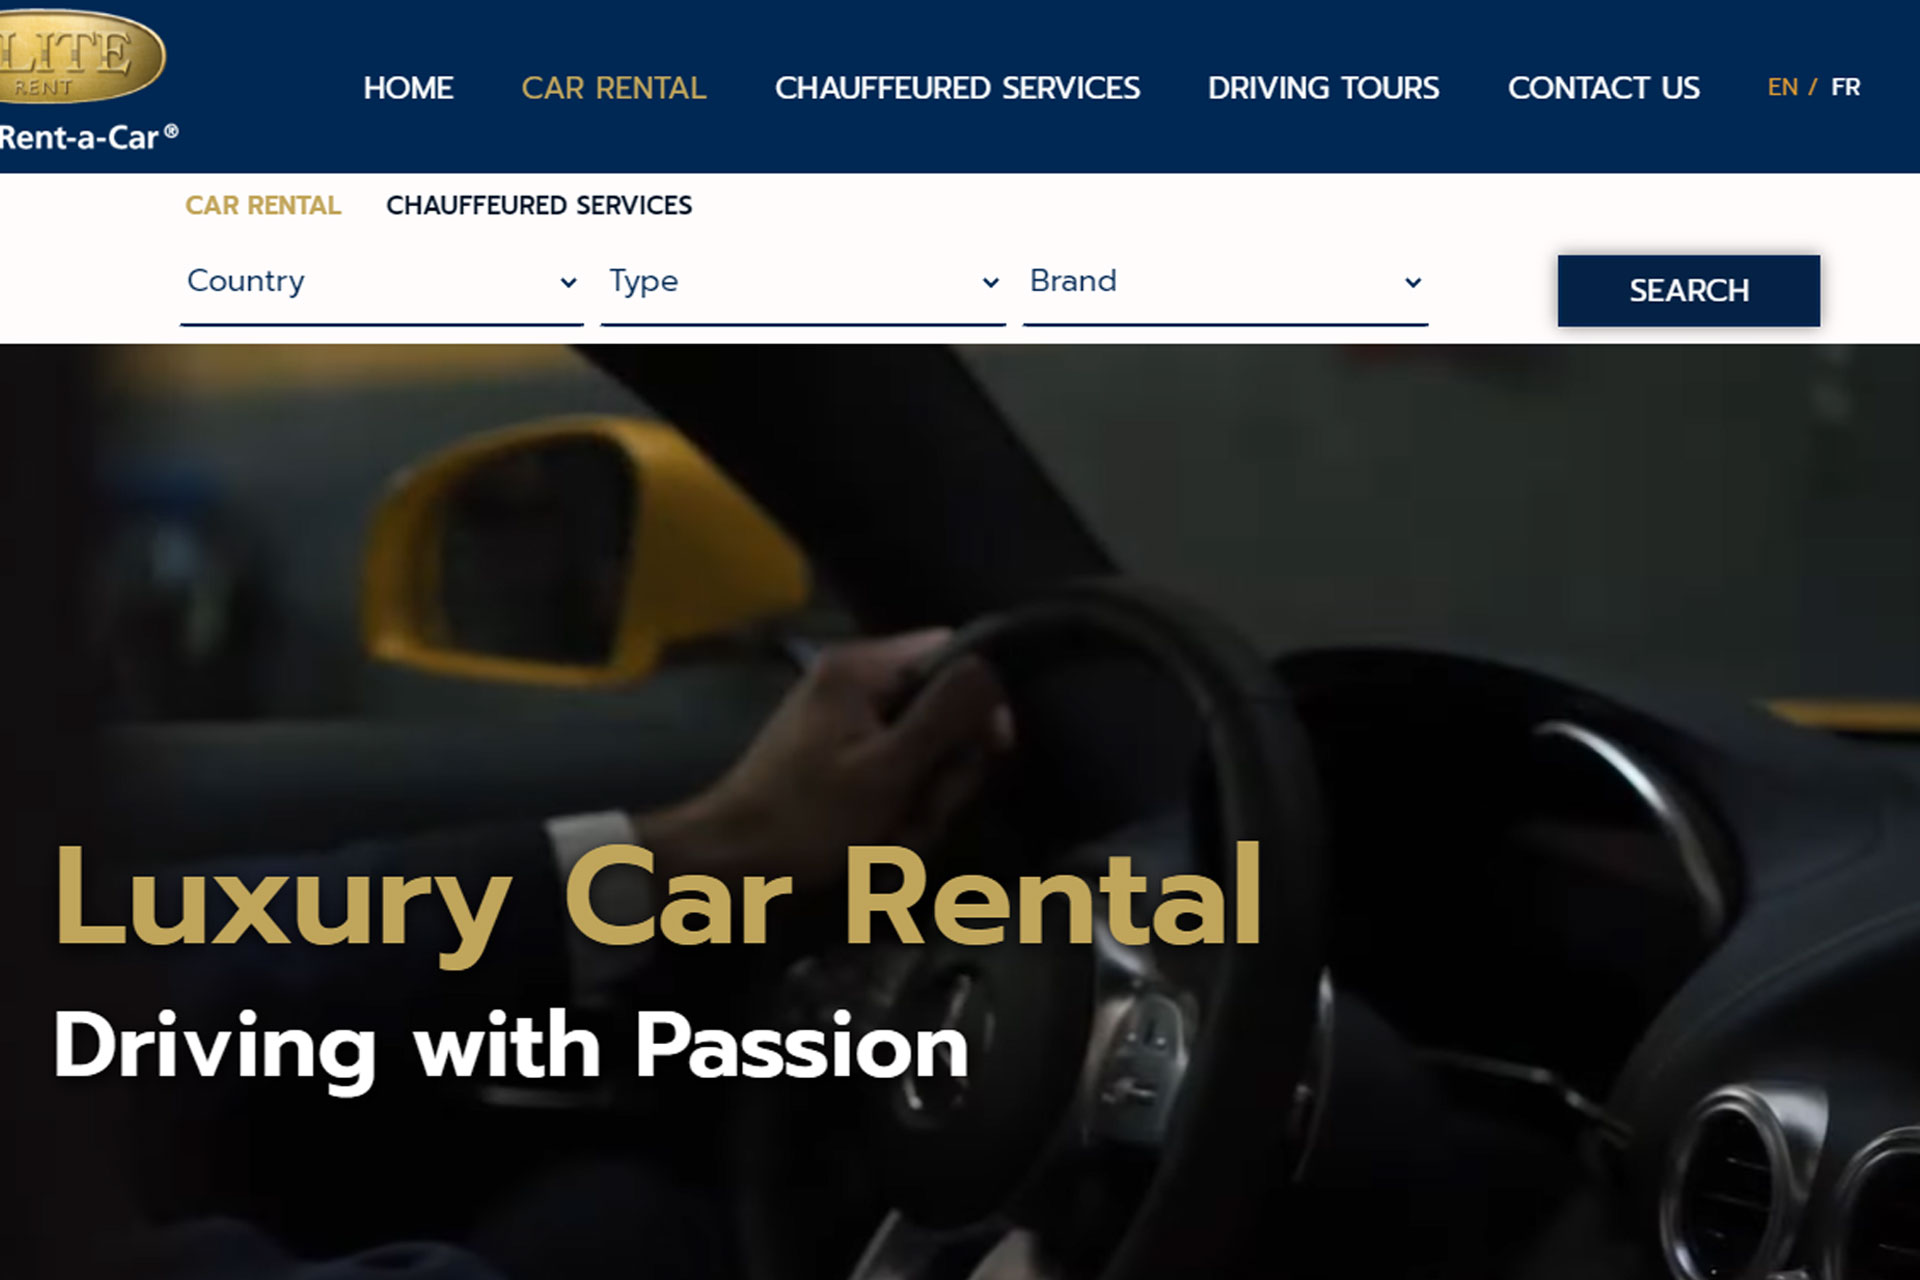 LITE
RENT
Rent-a-Car®
HOME CAR RENTAL CHAUFFEURED SERVICES DRIVING TOURS CONTACT US EN / FR
CAR RENTAL CHAUFFEURED SERVICES
Country Type Brand SEARCH
Luxury Car Rental
Driving with Passion